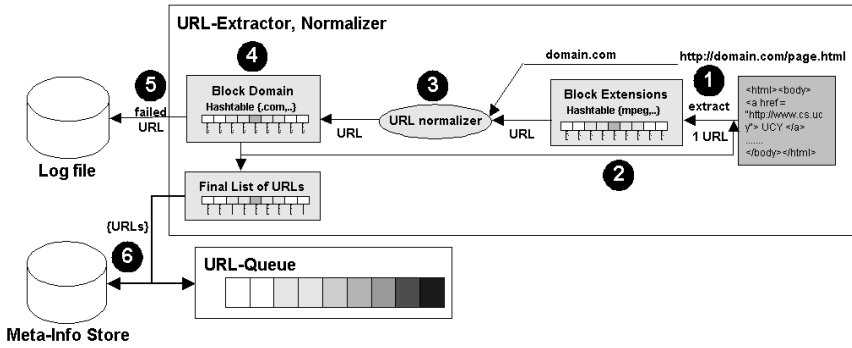 URL-Extractor, Normalizer
domain.com
http://domain.com/page.html
4
5
3
1
Block Domain
Hashtable {.com,..}
Block Extensions
Hashtable {mpeg,..}
extract
1 URL
<html><body>
<a href =
"http://www.cs.uc
y"> UCY </a>
.......
</body></html>
failed
URL
URL
URL normalizer
URL
Log file
2
Final List of URLs
{URLs}
6
URL-Queue
Meta-Info Store